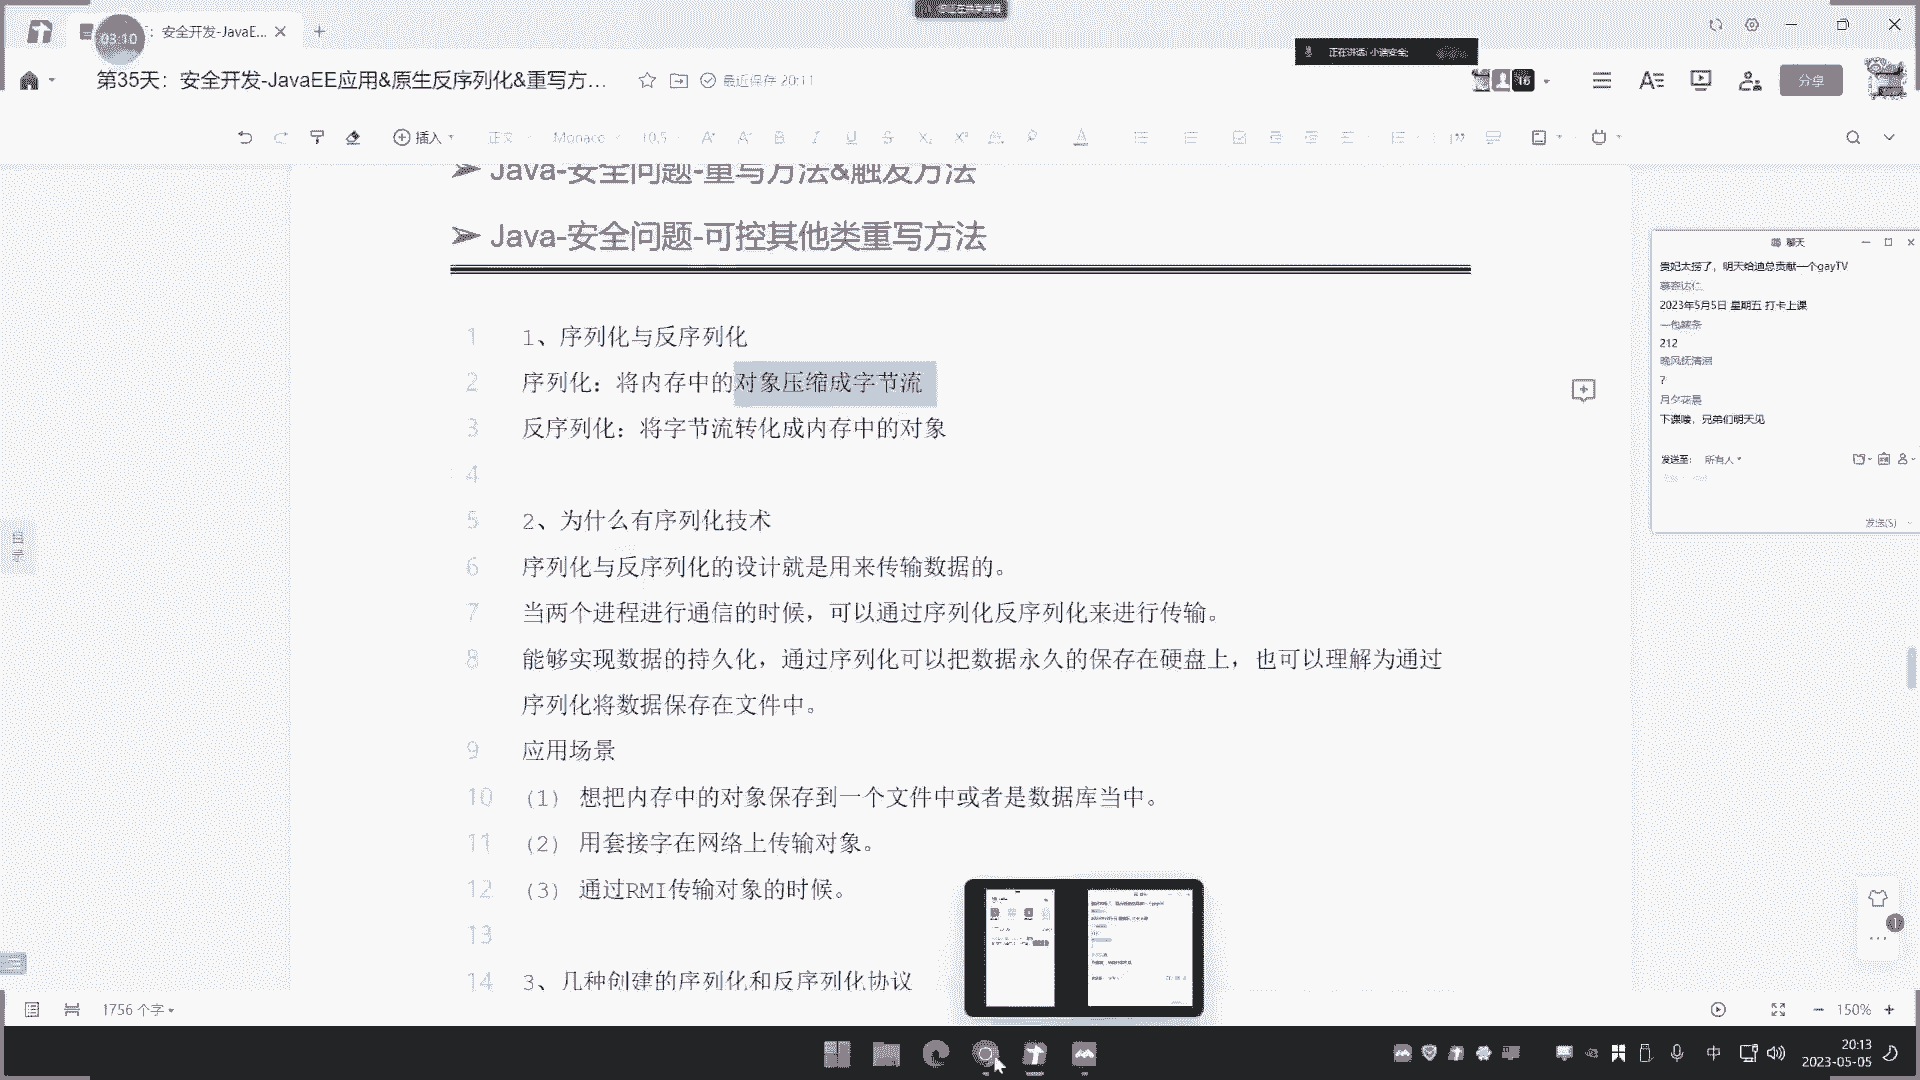 03:10
安全开发-JavaE...
正在讲话: 小迪安全;
第35天：安全开发-JavaEE应用&原生反序列化&重写方...
最近保存 20:11
16
分享
插入
正文
Monaco
10.5
Java-安全问题-重写方法&触发方法
Java-安全问题-可控其他类重写方法
1 1、序列化与反序列化
2 序列化：将内存中的对象压缩成字节流
3 反序列化：将字节流转化成内存中的对象
4
5 2、为什么有序列化技术
6 序列化与反序列化的设计就是用来传输数据的。
7 当两个进程进行通信的时候，可以通过序列化反序列化来进行传输。
8 能够实现数据的持久化，通过序列化可以把数据永久的保存在硬盘上，也可以理解为通过
序列化将数据保存在文件中。
9 应用场景
10 （1） 想把内存中的对象保存到一个文件中或者是数据库当中。
11 （2） 用套接字在网络上传输对象。
12 （3） 通过RMI传输对象的时候。
13
14 3、几种创建的序列化和反序列化协议
聊天
贵妃太捞了，明天给迪总贡献一个gayTV
慕容达仁
2023年5月5日 星期五 打卡上课
一包辣条
212
晚风抚清洄
?
月夕花晨
下课喽，兄弟们明天见
发送至: 所有人
发送(S)
目录
1756 个字
150%
中
20:13
2023-05-05